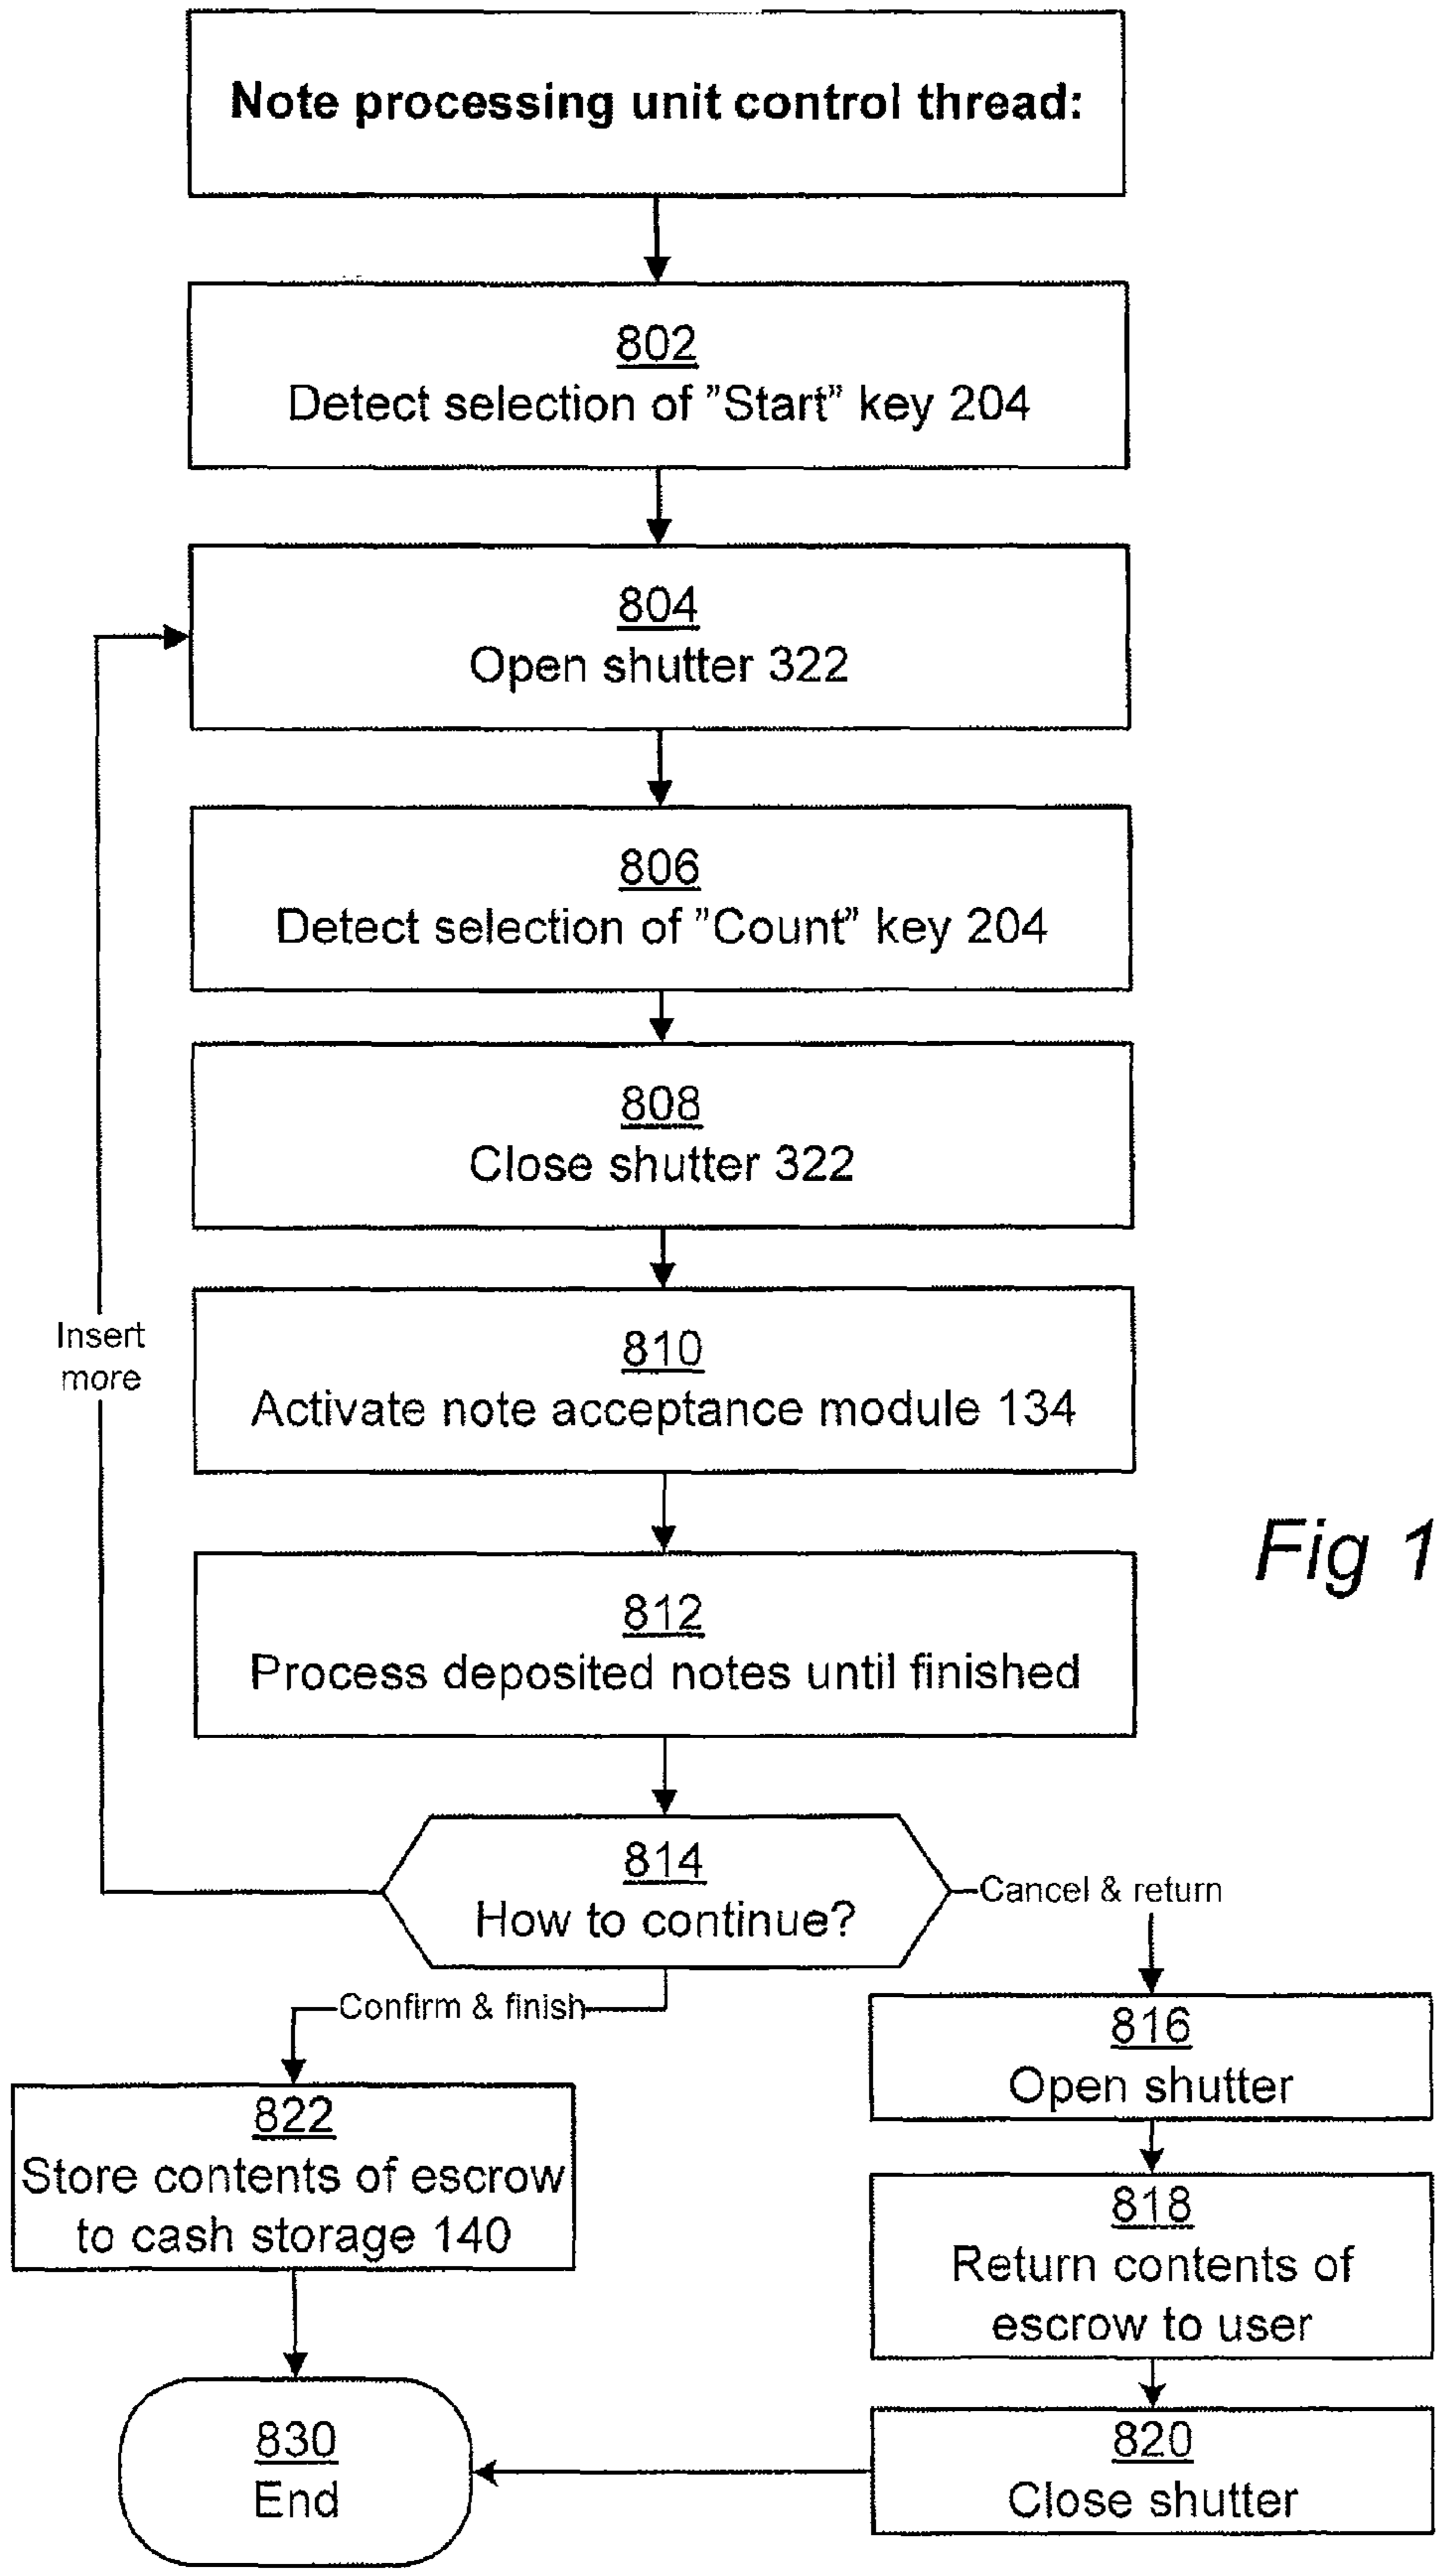 Note processing unit control thread:
802
Detect selection of ”Start” key 204
804
Open shutter 322
806
Detect selection of ”Count” key 204
808
Close shutter 322
810
Activate note acceptance module 134
Insert
more
812
Process deposited notes until finished
Fig 1
814
How to continue?
Cancel & return
Confirm & finish
816
Open shutter
822
Store contents of escrow
to cash storage 140
818
Return contents of
escrow to user
830
End
820
Close shutter